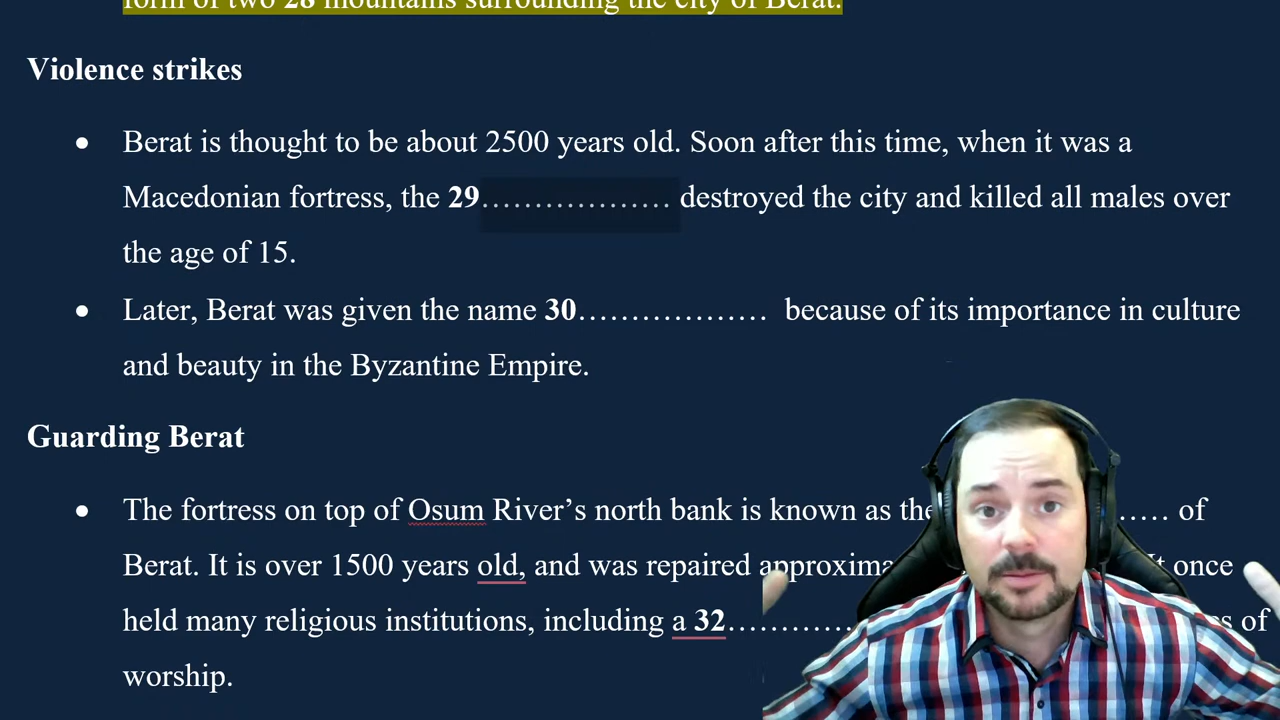 form of two 28 mountains surrounding the city of Berat.
Violence strikes
• Berat is thought to be about 2500 years old. Soon after this time, when it was a
Macedonian fortress, the 29.................. destroyed the city and killed all males over
the age of 15.
• Later, Berat was given the name 30.................. because of its importance in culture
and beauty in the Byzantine Empire.
Guarding Berat
• The fortress on top of Osum River’s north bank is known as the ..... of
Berat. It is over 1500 years old, and was repaired once
held many religious institutions, including a 32............ of
worship.